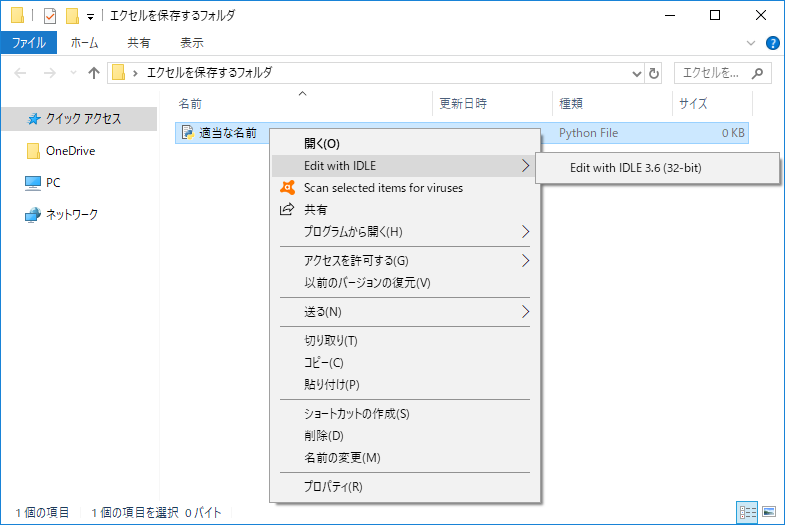 エクセルを保存するフォルダ
ファイル ホーム 共有 表示
エクセルを保存するフォルダ エクセルを...
名前 更新日時 種類 サイズ
クイック アクセス
OneDrive
PC
ネットワーク
適当な名前 Python File 0 KB
開く(O)
Edit with IDLE
Edit with IDLE 3.6 (32-bit)
Scan selected items for viruses
共有
プログラムから開く(H)
アクセスを許可する(G)
以前のバージョンの復元(V)
送る(N)
切り取り(T)
コピー(C)
貼り付け(P)
ショートカットの作成(S)
削除(D)
名前の変更(M)
プロパティ(R)
1 個の項目 1 個の項目を選択 0 バイト